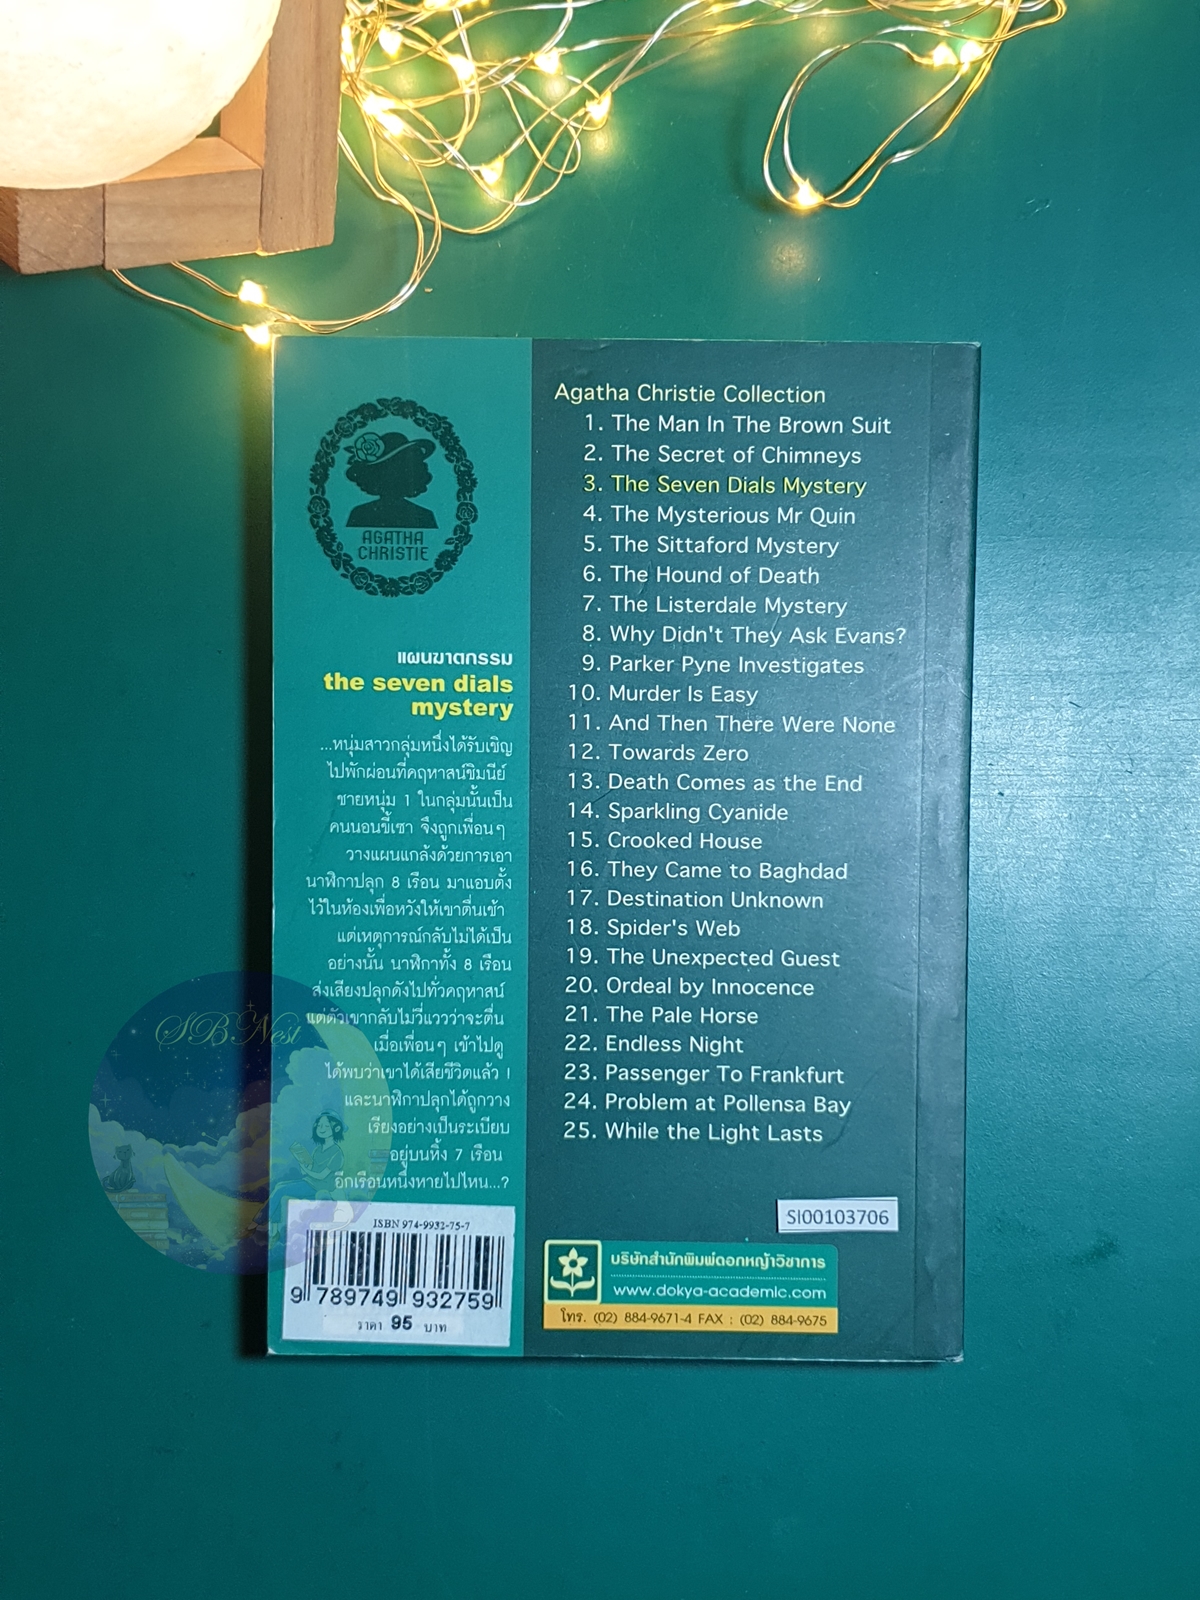 AGATHA
CHRISTIE
แผนฆาตกรรม
the seven dials
mystery
...หนุ่มสาวกลุ่มหนึ่งได้รับเชิญ
ไปพักผ่อนที่คฤหาสน์ชิมนีย์
ชายหนุ่ม 1 ในกลุ่มนั้นเป็น
คนนอนขี้เซา จึงถูกเพื่อนๆ
วางแผนแกล้งด้วยการเอา
นาฬิกาปลุก 8 เรือน มาแอบตั้ง
ไว้ในห้องเพื่อหวังให้เขาตื่นเช้า
แต่เหตุการณ์กลับไม่ได้เป็น
อย่างนั้น นาฬิกาทั้ง 8 เรือน
ส่งเสียงปลุกดังไปทั่วคฤหาสน์
แต่ตัวเขากลับไม่วี่แววว่าจะตื่น
เมื่อเพื่อนๆ เข้าไปดู
ได้พบว่าเขาได้เสียชีวิตแล้ว !
และนาฬิกาปลุกได้ถูกวาง
เรียงอย่างเป็นระเบียบ
อยู่บนหิ้ง 7 เรือน
อีกเรือนหนึ่งหายไปไหน...?
SB Nest
ISBN 974-9932-75-7
9 789749 932759
ราคา 95 บาท
Agatha Christie Collection
1. The Man In The Brown Suit
2. The Secret of Chimneys
3. The Seven Dials Mystery
4. The Mysterious Mr Quin
5. The Sittaford Mystery
6. The Hound of Death
7. The Listerdale Mystery
8. Why Didn't They Ask Evans?
9. Parker Pyne Investigates
10. Murder Is Easy
11. And Then There Were None
12. Towards Zero
13. Death Comes as the End
14. Sparkling Cyanide
15. Crooked House
16. They Came to Baghdad
17. Destination Unknown
18. Spider's Web
19. The Unexpected Guest
20. Ordeal by Innocence
21. The Pale Horse
22. Endless Night
23. Passenger To Frankfurt
24. Problem at Pollensa Bay
25. While the Light Lasts
SI00103706
บริษัทสำนักพิมพ์ดอกหญ้าวิชาการ
www.dokya-academic.com
โทร. (02) 884-9671-4 FAX : (02) 884-9675